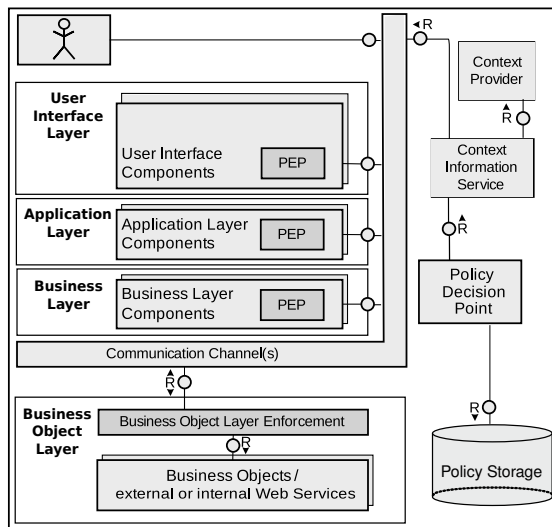 R
Context
Provider
User
Interface
Layer
R
User Interface
Components
PEP
Context
Information
Service
Application
Layer
Application Layer
Components
PEP
R
Business
Layer
Business Layer
Components
PEP
Policy
Decision
Point
Communication Channel(s)
R
R
Business
Object
Layer
Business Object Layer Enforcement
R
Business Objects /
external or internal Web Services
Policy Storage